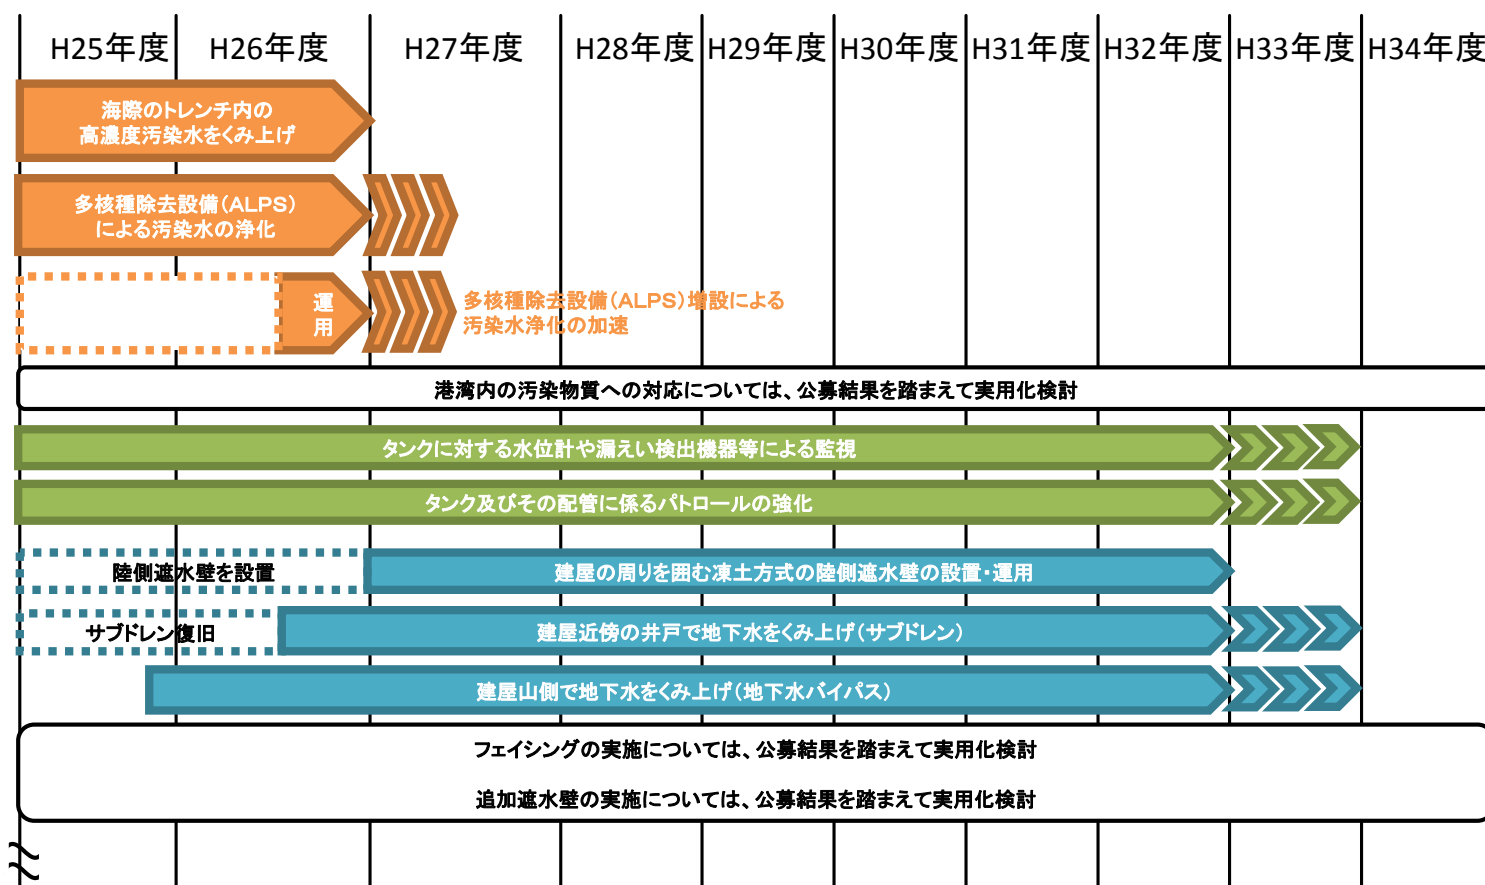 H25年度 H26年度 H27年度 H28年度 H29年度 H30年度 H31年度 H32年度 H33年度 H34年度
海際のトレンチ内の
高濃度汚染水をくみ上げ
多核種除去設備(ALPS)
による汚染水の浄化
運
用
多核種除去設備(ALPS)増設による
汚染水浄化の加速
港湾内の汚染物質への対応については、公募結果を踏まえて実用化検討
タンクに対する水位計や漏えい検出機器等による監視
タンク及びその配管に係るパトロールの強化
陸側遮水壁を設置
建屋の周りを囲む凍土方式の陸側遮水壁の設置・運用
サブドレン復旧
建屋近傍の井戸で地下水をくみ上げ(サブドレン)
建屋山側で地下水をくみ上げ(地下水バイパス)
フェイシングの実施については、公募結果を踏まえて実用化検討
追加遮水壁の実施については、公募結果を踏まえて実用化検討